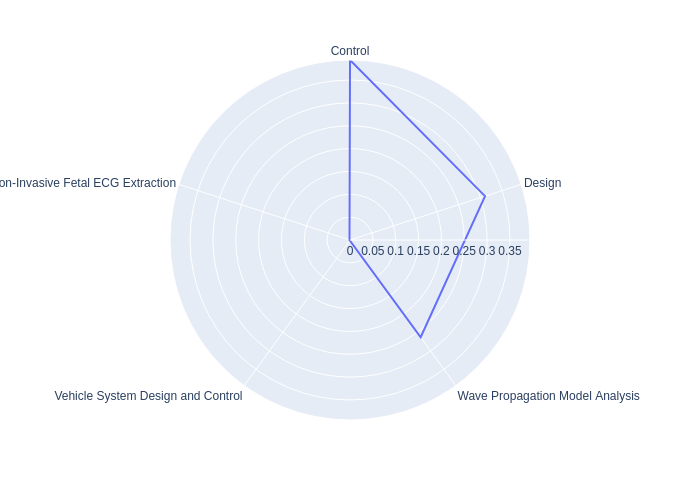 Control
on-Invasive Fetal ECG Extraction
Design
0 0.05 0.1 0.15 0.2 0.25 0.3 0.35
Vehicle System Design and Control
Wave Propagation Model Analysis